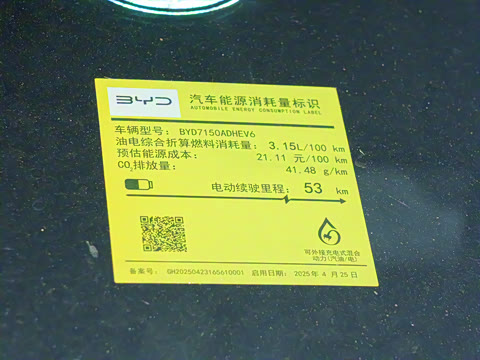 BYD
汽车能源消耗量标识
AUTOMOBILE ENERGY CONSUMPTION LABEL
车辆型号: BYD7150ADHEV6
油电综合折算燃料消耗量: 3.15L/100 km
预估能源成本: 21.11 元/100 km
CO₂排放量: 41.48 g/km
电动续驶里程: 53 km
可外接充电式混合
动力(汽油/电)
备案号: GH20250423165610001 启用日期: 2025年 4 月 25 日